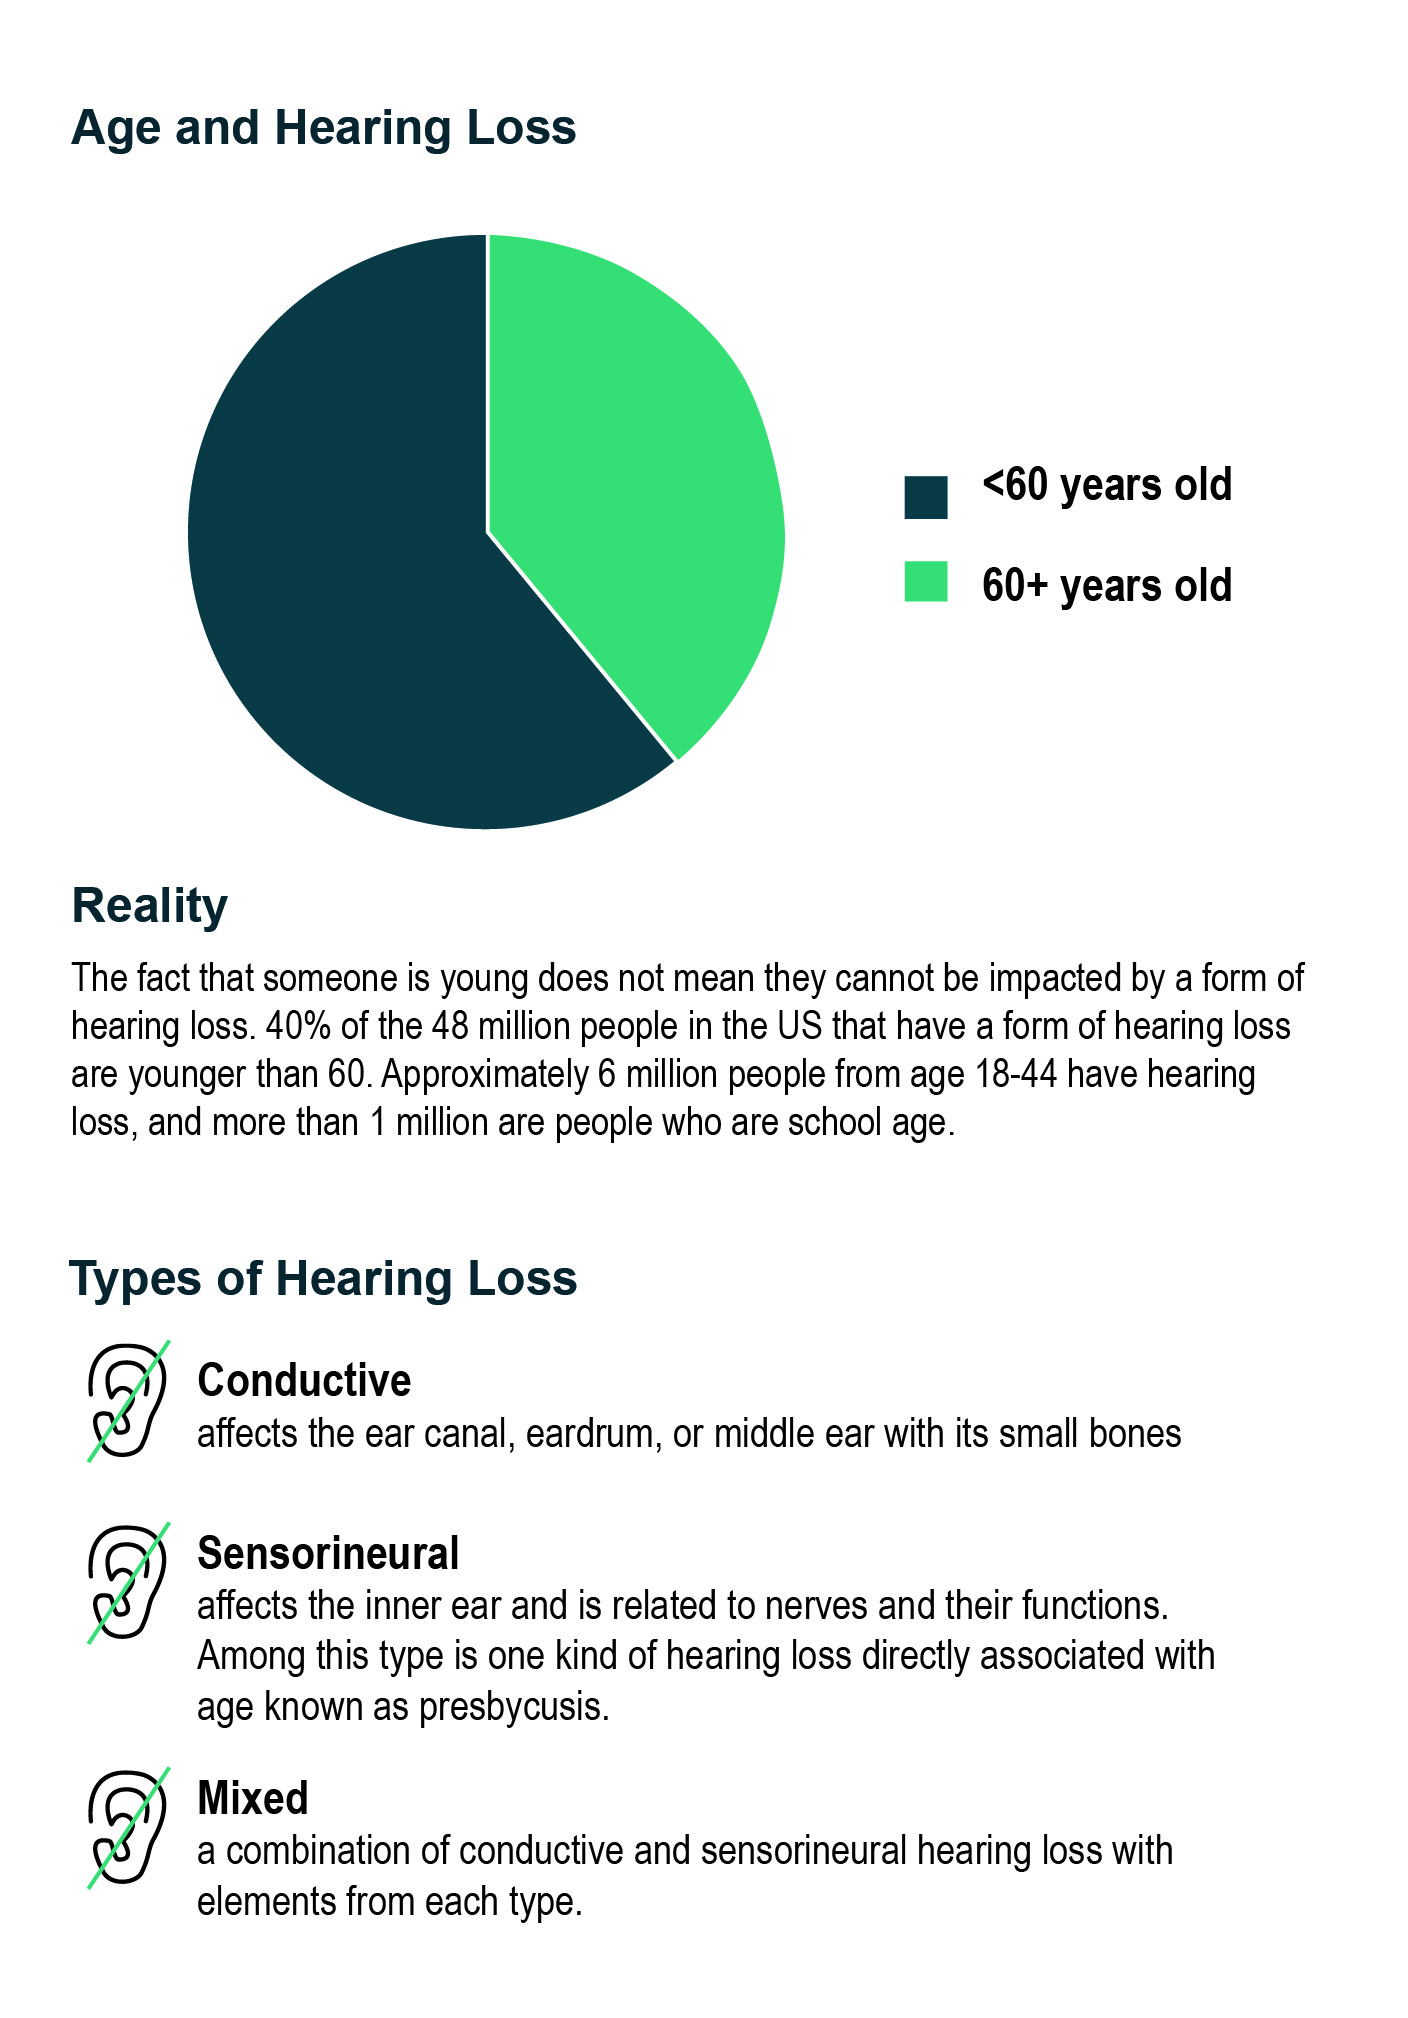 Age and Hearing Loss
<60 years old
60+ years old
Reality
The fact that someone is young does not mean they cannot be impacted by a form of
hearing loss. 40% of the 48 million people in the US that have a form of hearing loss
are younger than 60. Approximately 6 million people from age 18-44 have hearing
loss, and more than 1 million are people who are school age.
Types of Hearing Loss
Conductive
affects the ear canal, eardrum, or middle ear with its small bones
Sensorineural
affects the inner ear and is related to nerves and their functions.
Among this type is one kind of hearing loss directly associated with
age known as presbycusis.
Mixed
a combination of conductive and sensorineural hearing loss with
elements from each type.